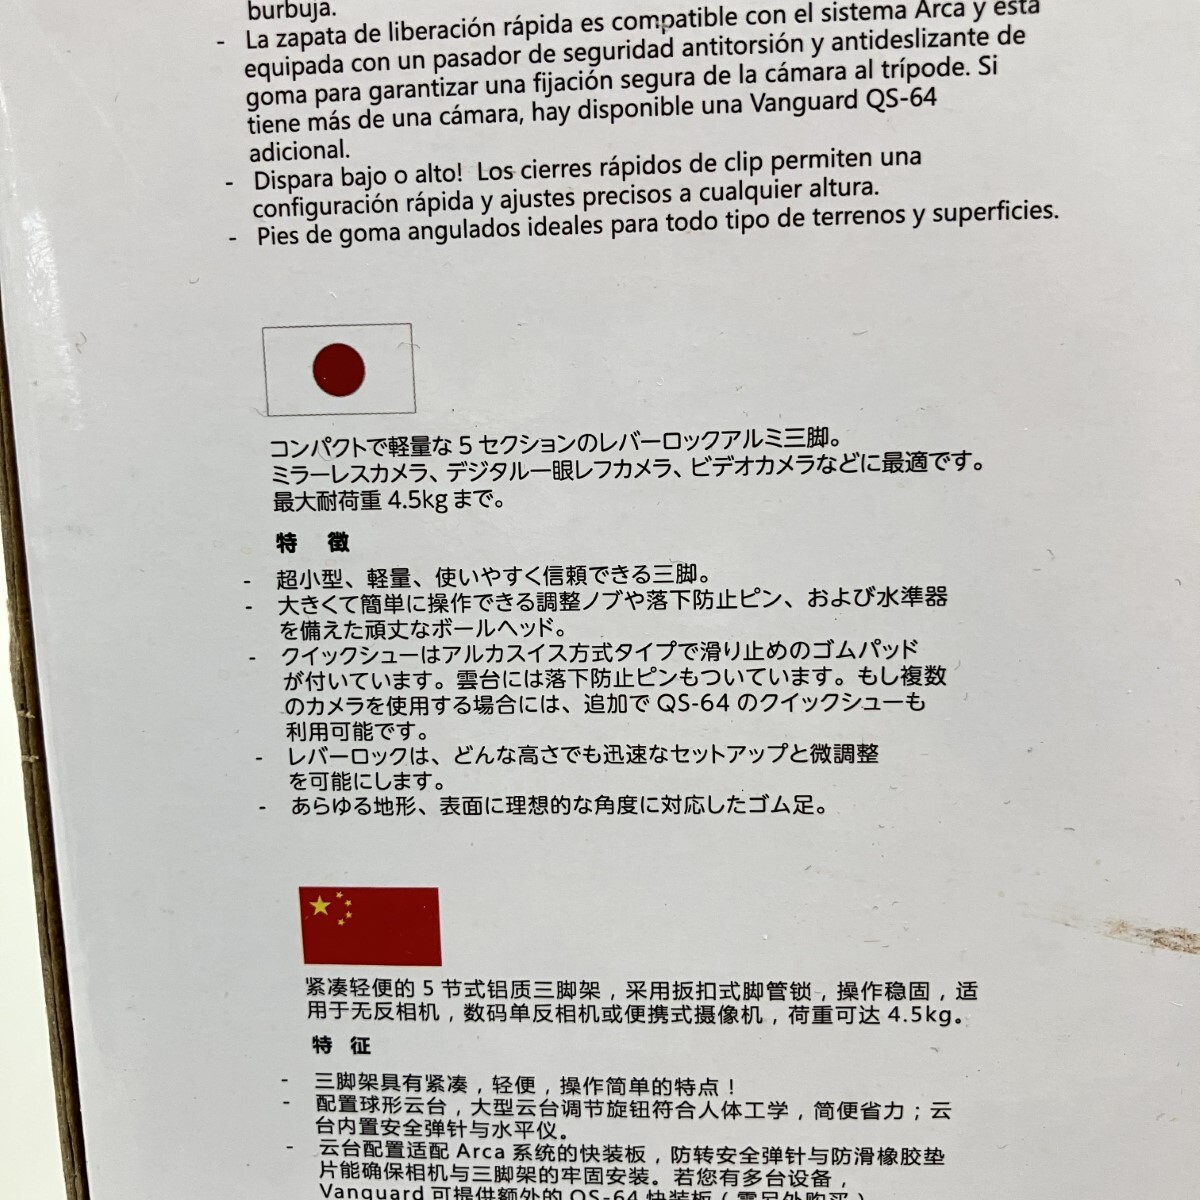 burbuja.
- La zapata de liberación rápida es compatible con el sistema Arca y está
equipada con un pasador de seguridad antitorsión y antideslizante de
goma para garantizar una fijación segura de la cámara al trípode. Si
tiene más de una cámara, hay disponible una Vanguard QS-64
adicional.
- Dispara bajo o alto! Los cierres rápidos de clip permiten una
configuración rápida y ajustes precisos a cualquier altura.
- Pies de goma angulados ideales para todo tipo de terrenos y superficies.
コンパクトで軽量な 5 セクションのレバーロックアルミ三脚。
ミラーレスカメラ、デジタル一眼レフカメラ、ビデオカメラなどに最適です。
最大耐荷重 4.5kg まで。
特 徴
- 超小型、軽量、使いやすく信頼できる三脚。
- 大きくて簡単に操作できる調整ノブや落下防止ピン、および水準器
を備えた頑丈なボールヘッド。
- クイックシューはアルカスイス方式タイプで滑り止めのゴムパッド
が付いています。雲台には落下防止ピンもついています。もし複数
のカメラを使用する場合には、追加で QS-64 のクイックシューも
利用可能です。
- レバーロックは、どんな高さでも迅速なセットアップと微調整
を可能にします。
- あらゆる地形、表面に理想的な角度に対応したゴム足。
紧凑轻便的 5 节式铝质三脚架，采用扳扣式脚管锁，操作稳固，适
用于无反相机，数码单反相机或便携式摄像机，荷重可达 4.5kg。
特 征
- 三脚架具有紧凑，轻便，操作简单的特点！
- 配置球形云台，大型云台调节旋钮符合人体工学，简便省力；云
台内置安全弹针与水平仪。
- 云台配置适配 Arca 系统的快装板，防转安全弹针与防滑橡胶垫
片能确保相机与三脚架的牢固安装。若您有多台设备，
Vanguard 可提供额外的 QS-64 快装板（需另外购买）